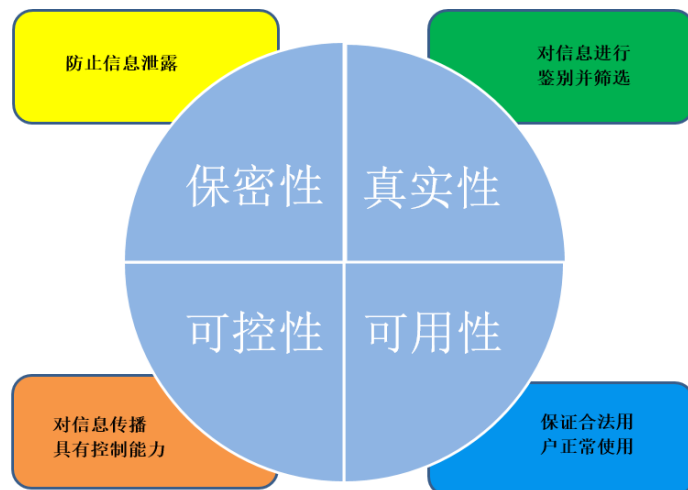 防止信息泄露
对信息进行
鉴别并筛选
保密性
真实性
可控性
可用性
对信息传播
具有控制能力
保证合法用
户正常使用